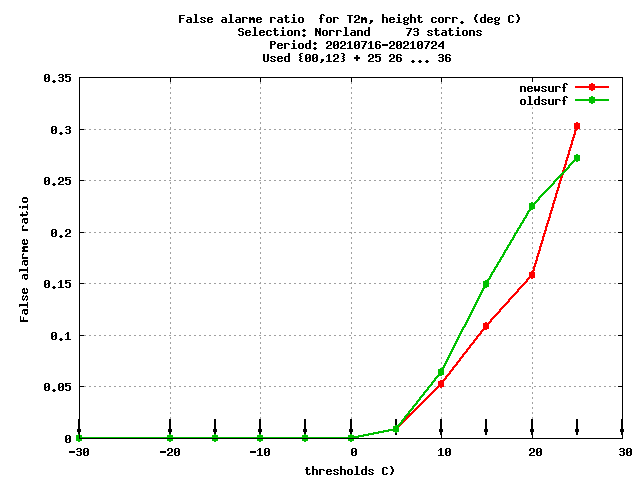 False alarme ratio  for T2m, height corr. (deg C)
Selection: Norrland     73 stations
Period: 20210716-20210724
Used {00,12} + 25 26 ... 36
newsurf
oldsurf
False alarme ratio
0.35
0.3
0.25
0.2
0.15
0.1
0.05
0
-30 -20 -10 0 10 20 30
thresholds C)